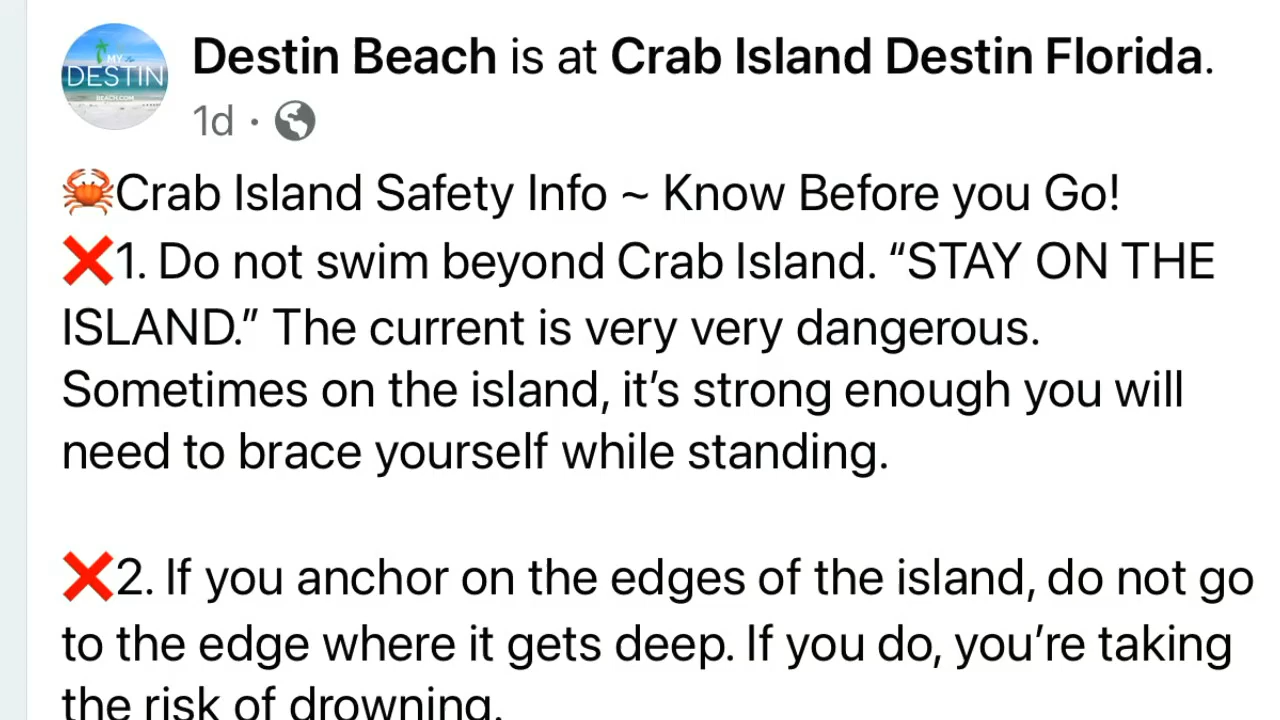 MY
DESTIN
BEACH.COM
Destin Beach is at Crab Island Destin Florida.
1d ·
🦀Crab Island Safety Info ~ Know Before you Go!
❌1. Do not swim beyond Crab Island. “STAY ON THE
ISLAND.” The current is very very dangerous.
Sometimes on the island, it’s strong enough you will
need to brace yourself while standing.
❌2. If you anchor on the edges of the island, do not go
to the edge where it gets deep. If you do, you’re taking
the risk of drowning.